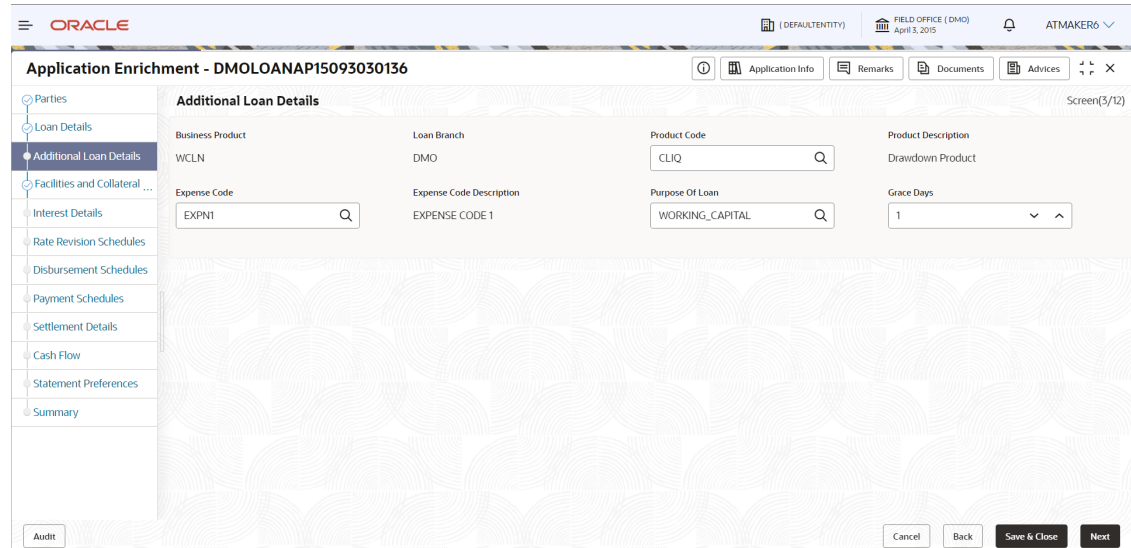 ORACLE
( DEFAULTENTITY)
FIELD OFFICE ( DMO)
April 3, 2015
ATMAKER6
Application Enrichment - DMOLOANAP15093030136
Application Info
Remarks
Documents
Advices
Parties
Loan Details
Additional Loan Details
Facilities and Collateral ...
Interest Details
Rate Revision Schedules
Disbursement Schedules
Payment Schedules
Settlement Details
Cash Flow
Statement Preferences
Summary
Additional Loan Details
Screen(3/12)
Business Product
Loan Branch
Product Code
Product Description
WCLN
DMO
CLIQ
Drawdown Product
Expense Code
Expense Code Description
Purpose Of Loan
Grace Days
EXPN1
EXPENSE CODE 1
WORKING_CAPITAL
1
Audit
Cancel
Back
Save & Close
Next